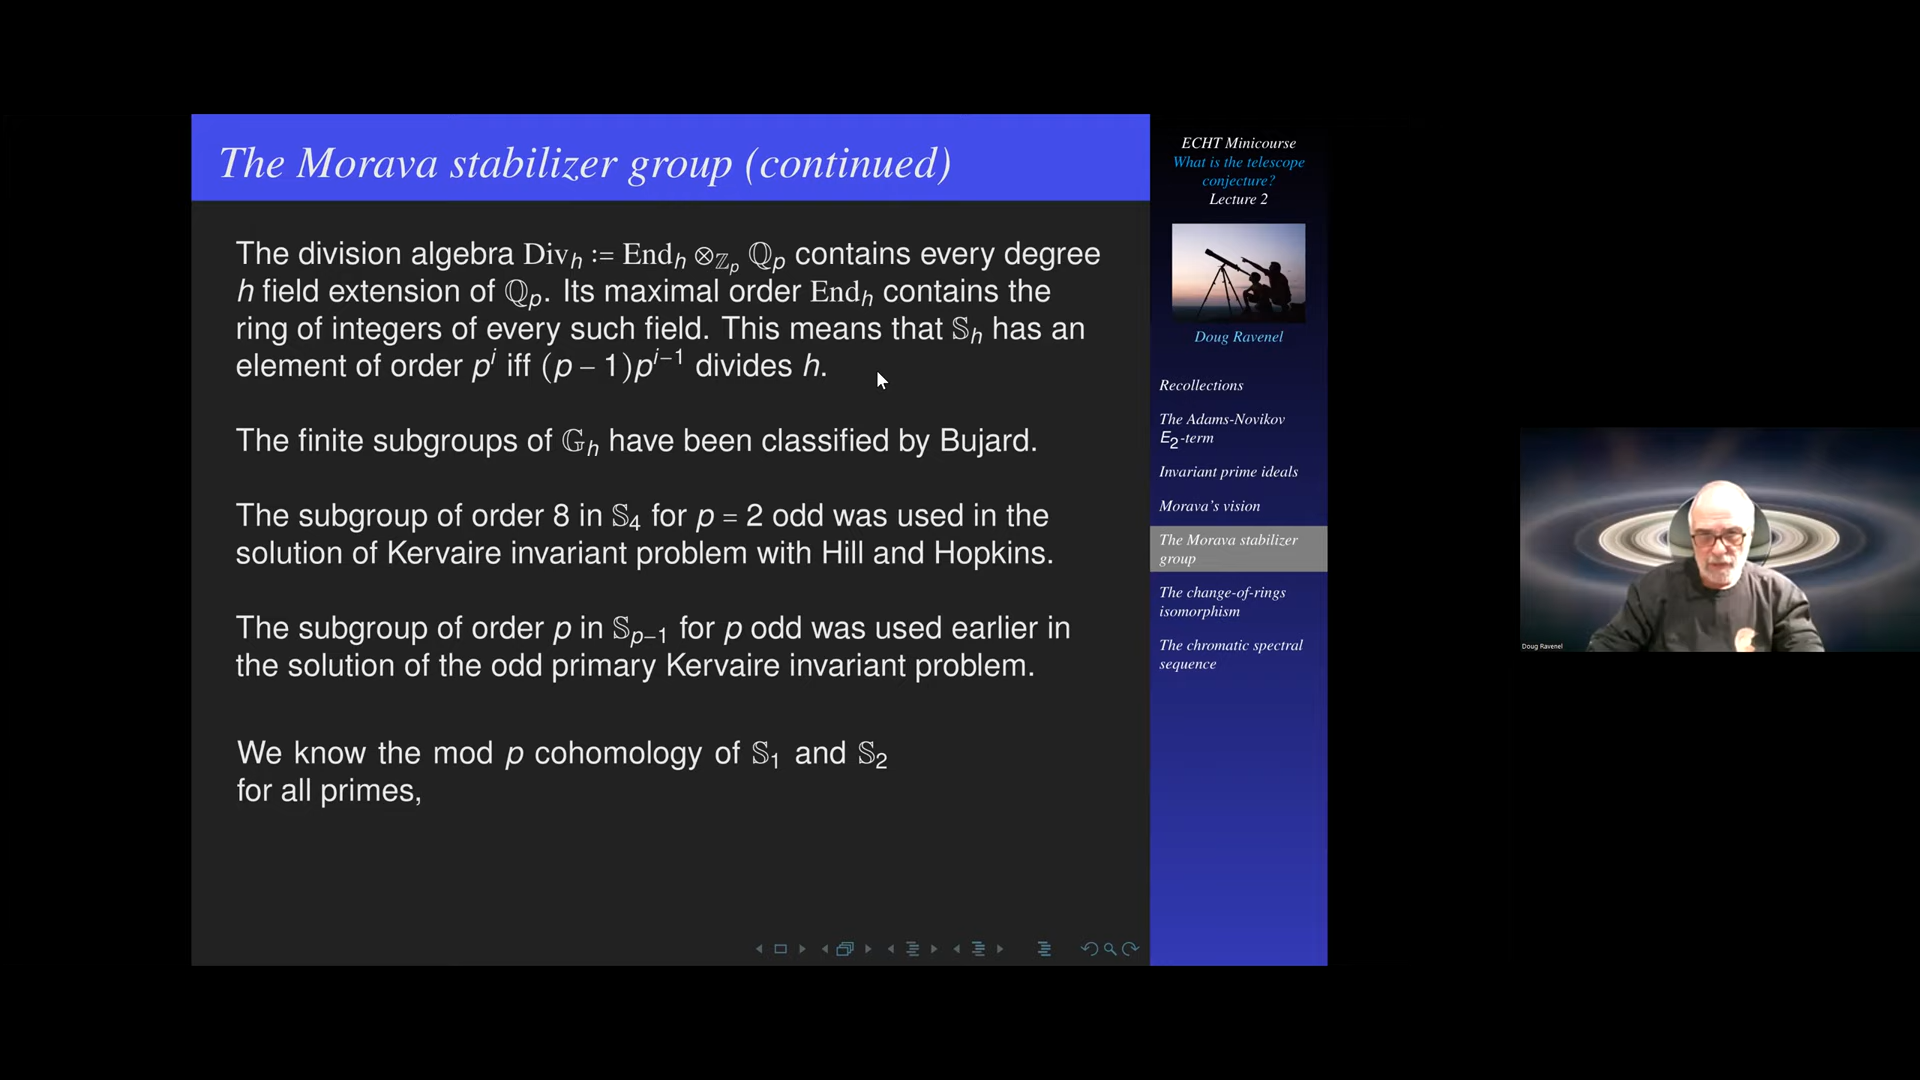 The Morava stabilizer group (continued)
The division algebra Divₕ := Endₕ ⊗_{ℤₚ} ℚₚ contains every degree
h field extension of ℚₚ. Its maximal order Endₕ contains the
ring of integers of every such field. This means that 𝕊ₕ has an
element of order pⁱ iff (p − 1)pⁱ⁻¹ divides h.
The finite subgroups of 𝔾ₕ have been classified by Bujard.
The subgroup of order 8 in 𝕊₄ for p = 2 odd was used in the
solution of Kervaire invariant problem with Hill and Hopkins.
The subgroup of order p in 𝕊ₚ₋₁ for p odd was used earlier in
the solution of the odd primary Kervaire invariant problem.
We know the mod p cohomology of 𝕊₁ and 𝕊₂
for all primes,
ECHT Minicourse
What is the telescope
conjecture?
Lecture 2
Doug Ravenel
Recollections
The Adams-Novikov
E₂-term
Invariant prime ideals
Morava's vision
The Morava stabilizer
group
The change-of-rings
isomorphism
The chromatic spectral
sequence
Doug Ravenel